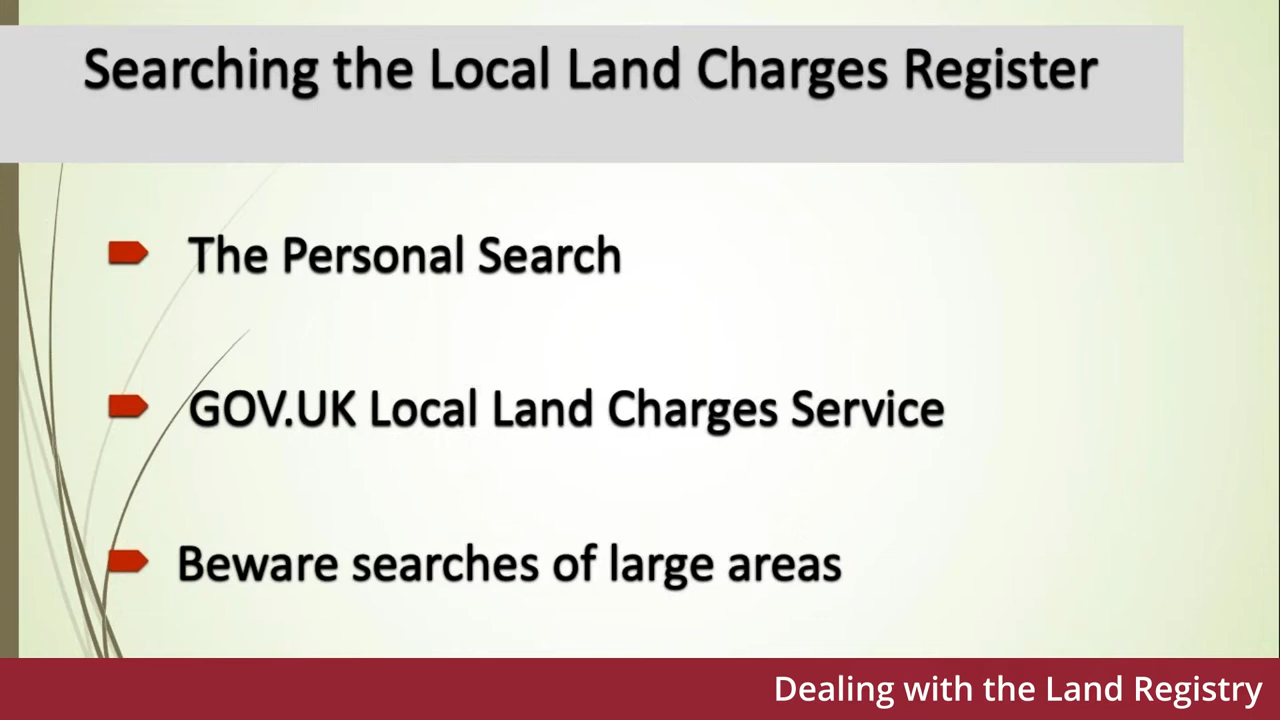 Searching the Local Land Charges Register
The Personal Search
GOV.UK Local Land Charges Service
Beware searches of large areas
Dealing with the Land Registry